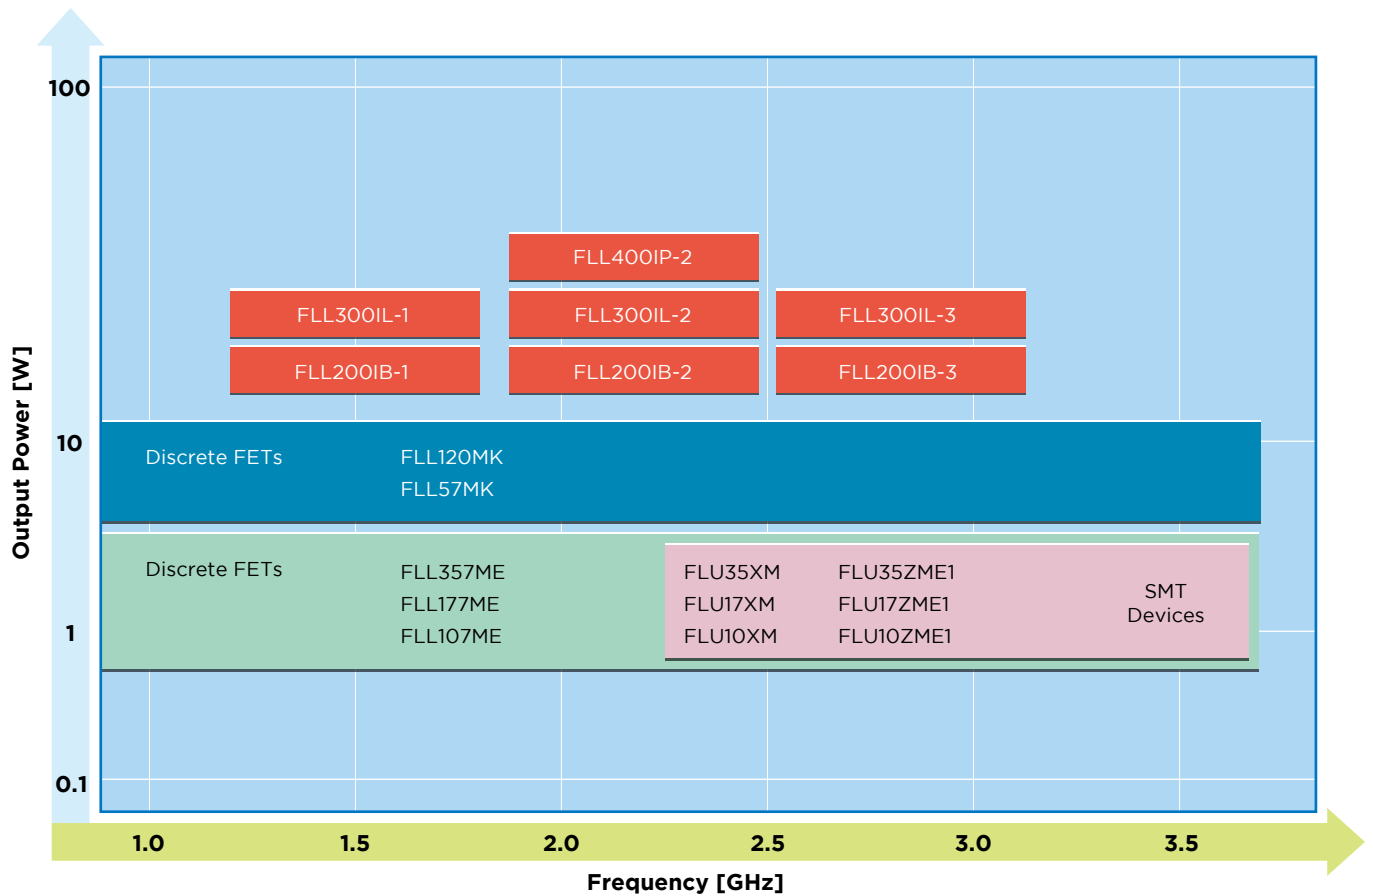 100
FLL400IP-2
FLL300IL-1
FLL300IL-2
FLL300IL-3
FLL200IB-1
FLL200IB-2
FLL200IB-3
Output Power [W]
10
Discrete FETs
FLL120MK
FLL57MK
Discrete FETs
FLL357ME
FLL177ME
FLL107ME
FLU35XM
FLU17XM
FLU10XM
FLU35ZME1
FLU17ZME1
FLU10ZME1
SMT
Devices
1
0.1
1.0
1.5
2.0
2.5
3.0
3.5
Frequency [GHz]